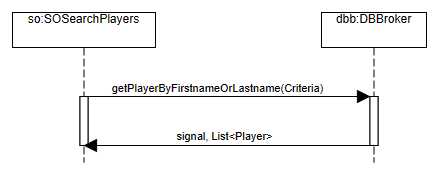 so:SOSearchPlayers
dbb:DBBroker
getPlayerByFirstnameOrLastname(Criteria)
signal, List<Player>